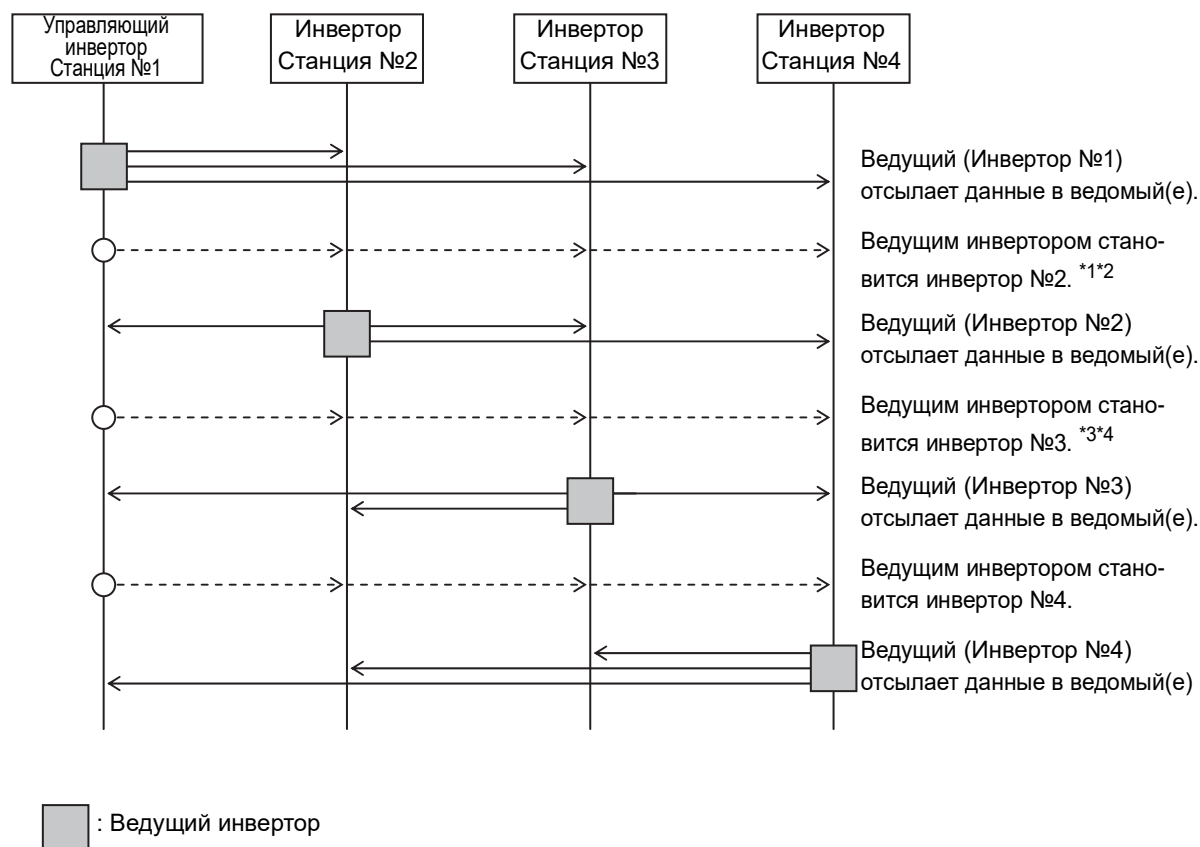 Управляющий
инвертор
Станция №1
Инвертор
Станция №2
Инвертор
Станция №3
Инвертор
Станция №4
Ведущий (Инвертор №1)
отсылает данные в ведомый(е).
Ведущим инвертором стано-
вится инвертор №2. *1*2
Ведущий (Инвертор №2)
отсылает данные в ведомый(е).
Ведущим инвертором стано-
вится инвертор №3. *3*4
Ведущий (Инвертор №3)
отсылает данные в ведомый(е).
Ведущим инвертором стано-
вится инвертор №4.
Ведущий (Инвертор №4)
отсылает данные в ведомый(е)
: Ведущий инвертор